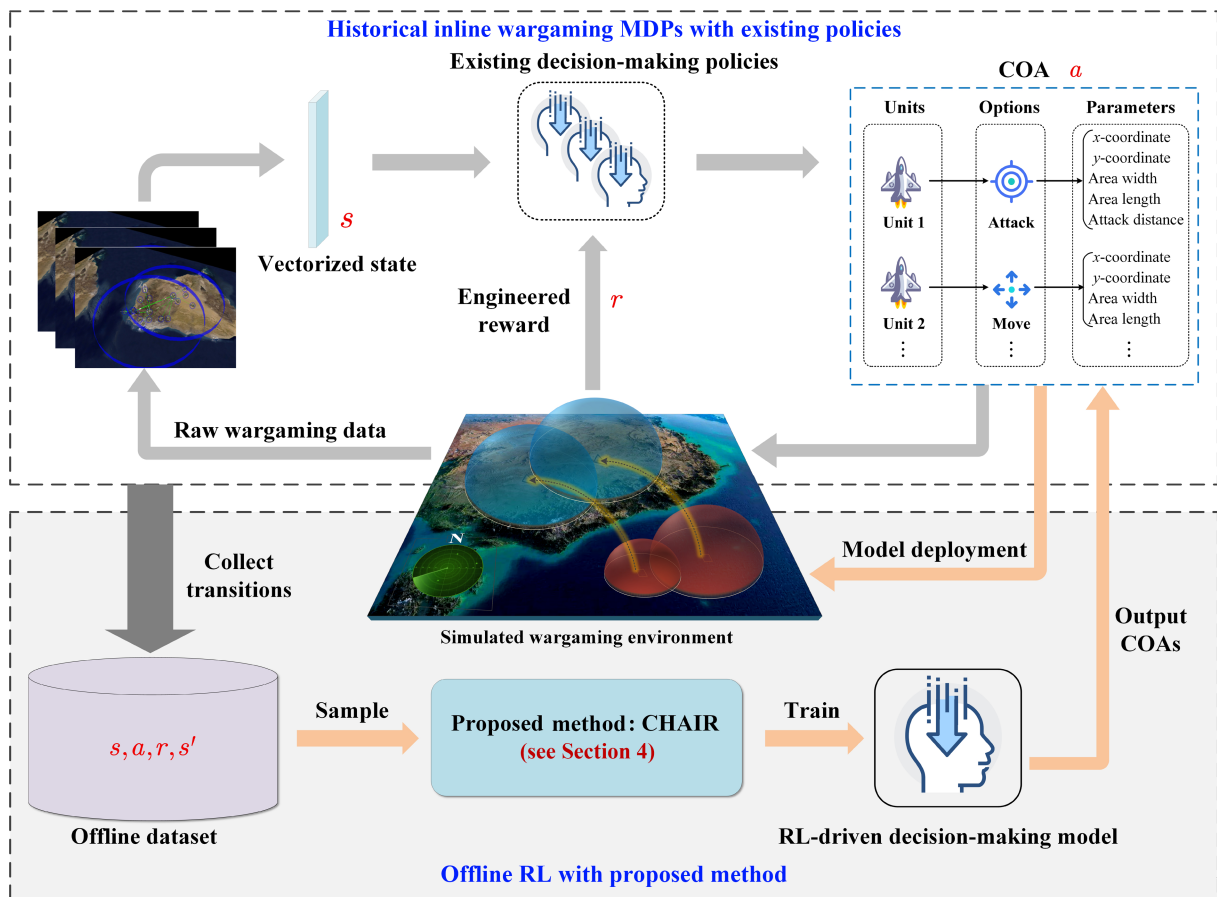 Historical inline wargaming MDPs with existing policies
Existing decision-making policies
COA a
Units Options Parameters
x-coordinate
y-coordinate
Area width
Area length
Attack distance
Unit 1 Attack
x-coordinate
y-coordinate
Area width
Area length
Unit 2 Move
s
Vectorized state
Engineered
reward
r
Raw wargaming data
N
Simulated wargaming environment
Collect
transitions
Model deployment
Output
COAs
s, a, r, s′
Offline dataset
Sample
Proposed method: CHAIR
(see Section 4)
Train
RL-driven decision-making model
Offline RL with proposed method